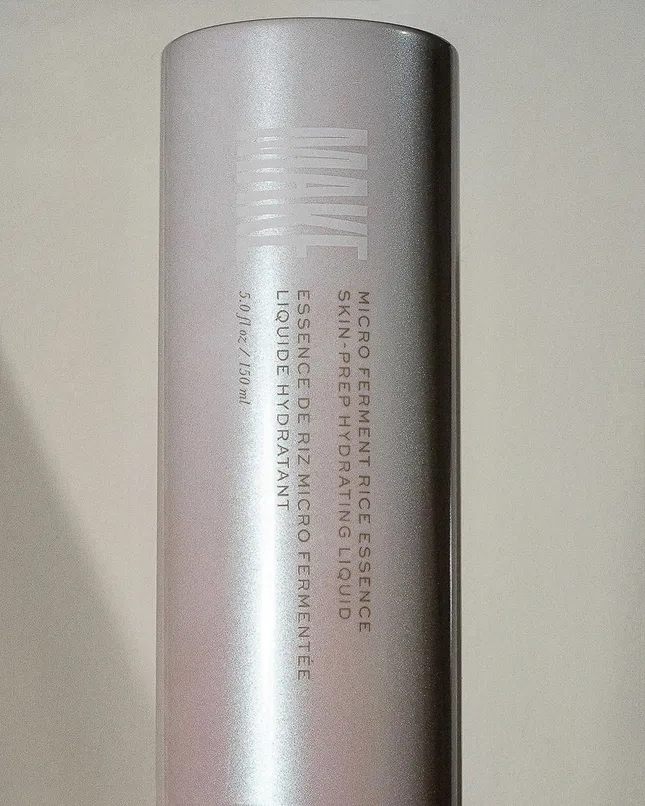 MAKE
MICRO FERMENT RICE ESSENCE
SKIN-PREP HYDRATING LIQUID
ESSENCE DE RIZ MICRO FERMENTÉE
LIQUIDE HYDRATANT
5.0 fl oz / 150 ml